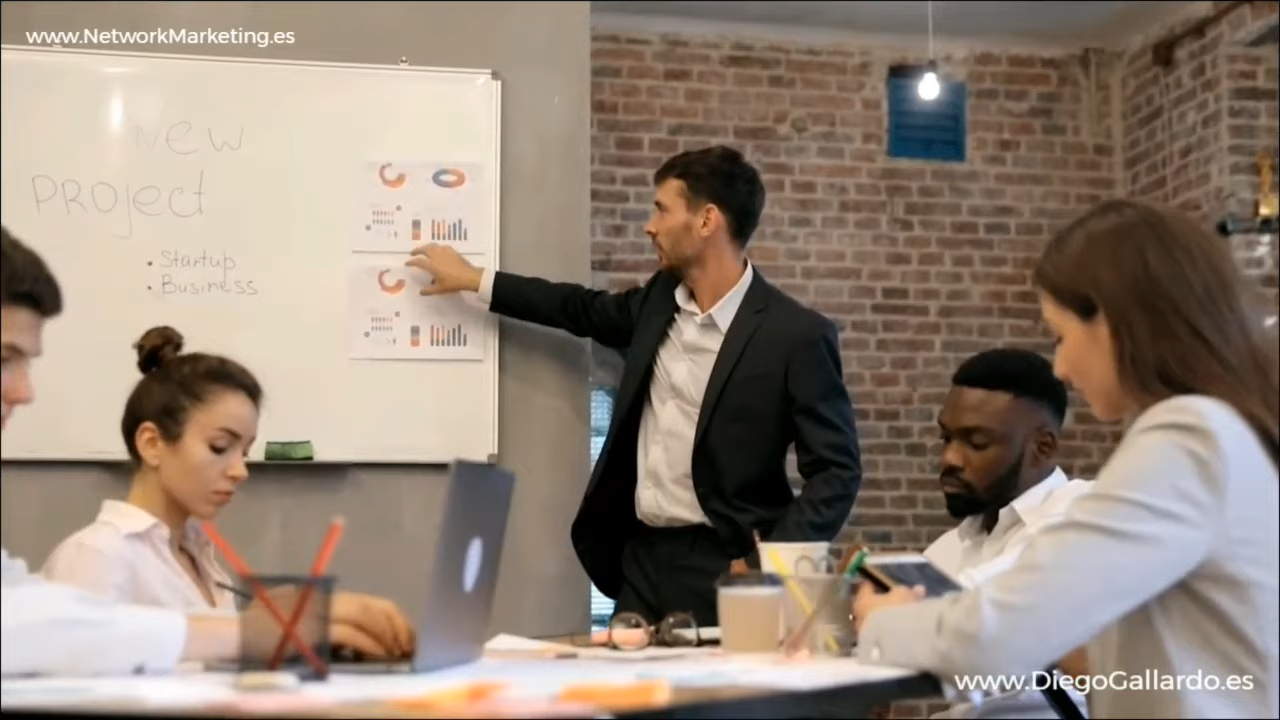 www.NetworkMarketing.es
New
PROject
• Startup
• Business
www.DiegoGallardo.es